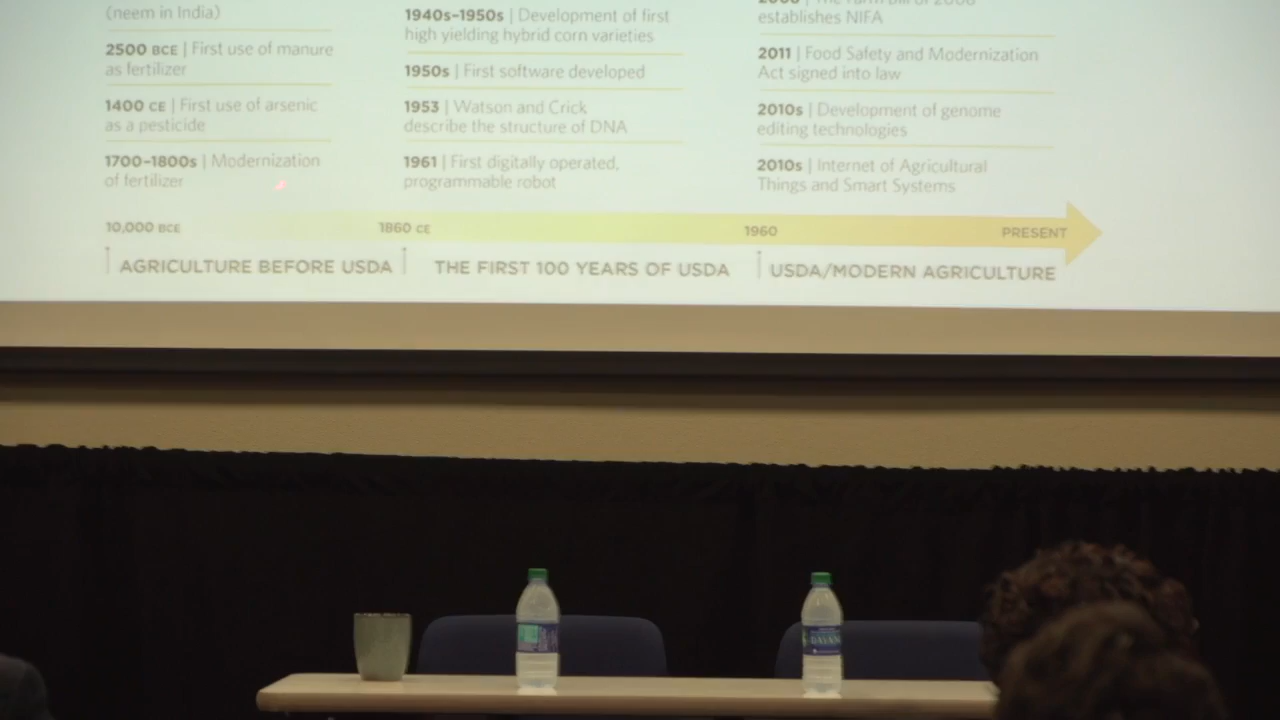 (neem in India)
2500 BCE | First use of manure
as fertilizer
1400 CE | First use of arsenic
as a pesticide
1700–1800s | Modernization
of fertilizer
1940s–1950s | Development of first
high yielding hybrid corn varieties
1950s | First software developed
1953 | Watson and Crick
describe the structure of DNA
1961 | First digitally operated,
programmable robot
establishes NIFA
2011 | Food Safety and Modernization
Act signed into law
2010s | Development of genome
editing technologies
2010s | Internet of Agricultural
Things and Smart Systems
10,000 BCE
1860 CE
1960
PRESENT
AGRICULTURE BEFORE USDA
THE FIRST 100 YEARS OF USDA
USDA/MODERN AGRICULTURE